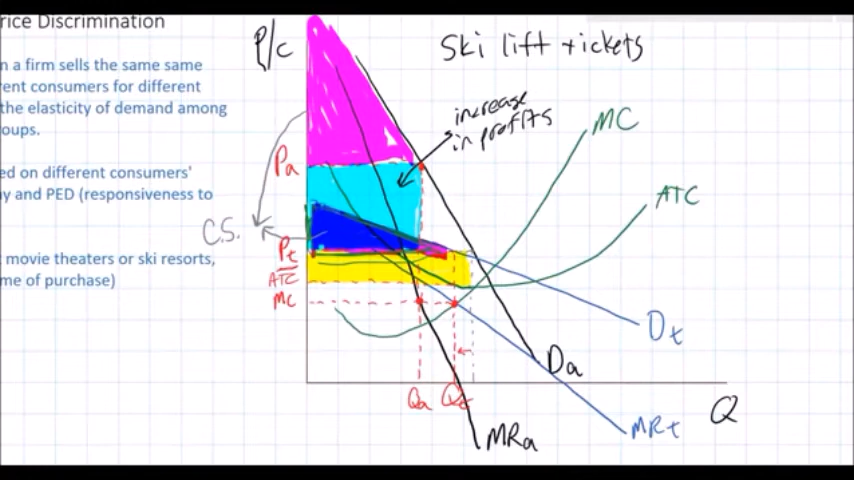 rice Discrimination
n a firm sells the same same
rent consumers for different
the elasticity of demand among
oups.
ed on different consumers'
y and PED (responsiveness to
movie theaters or ski resorts,
me of purchase)
P/c
Ski lift tickets
increase
in profits
MC
ATC
Pa
C.S.
Pt
ATC
MC
Dt
Da
Qa
Qt
Q
MRa
MRt